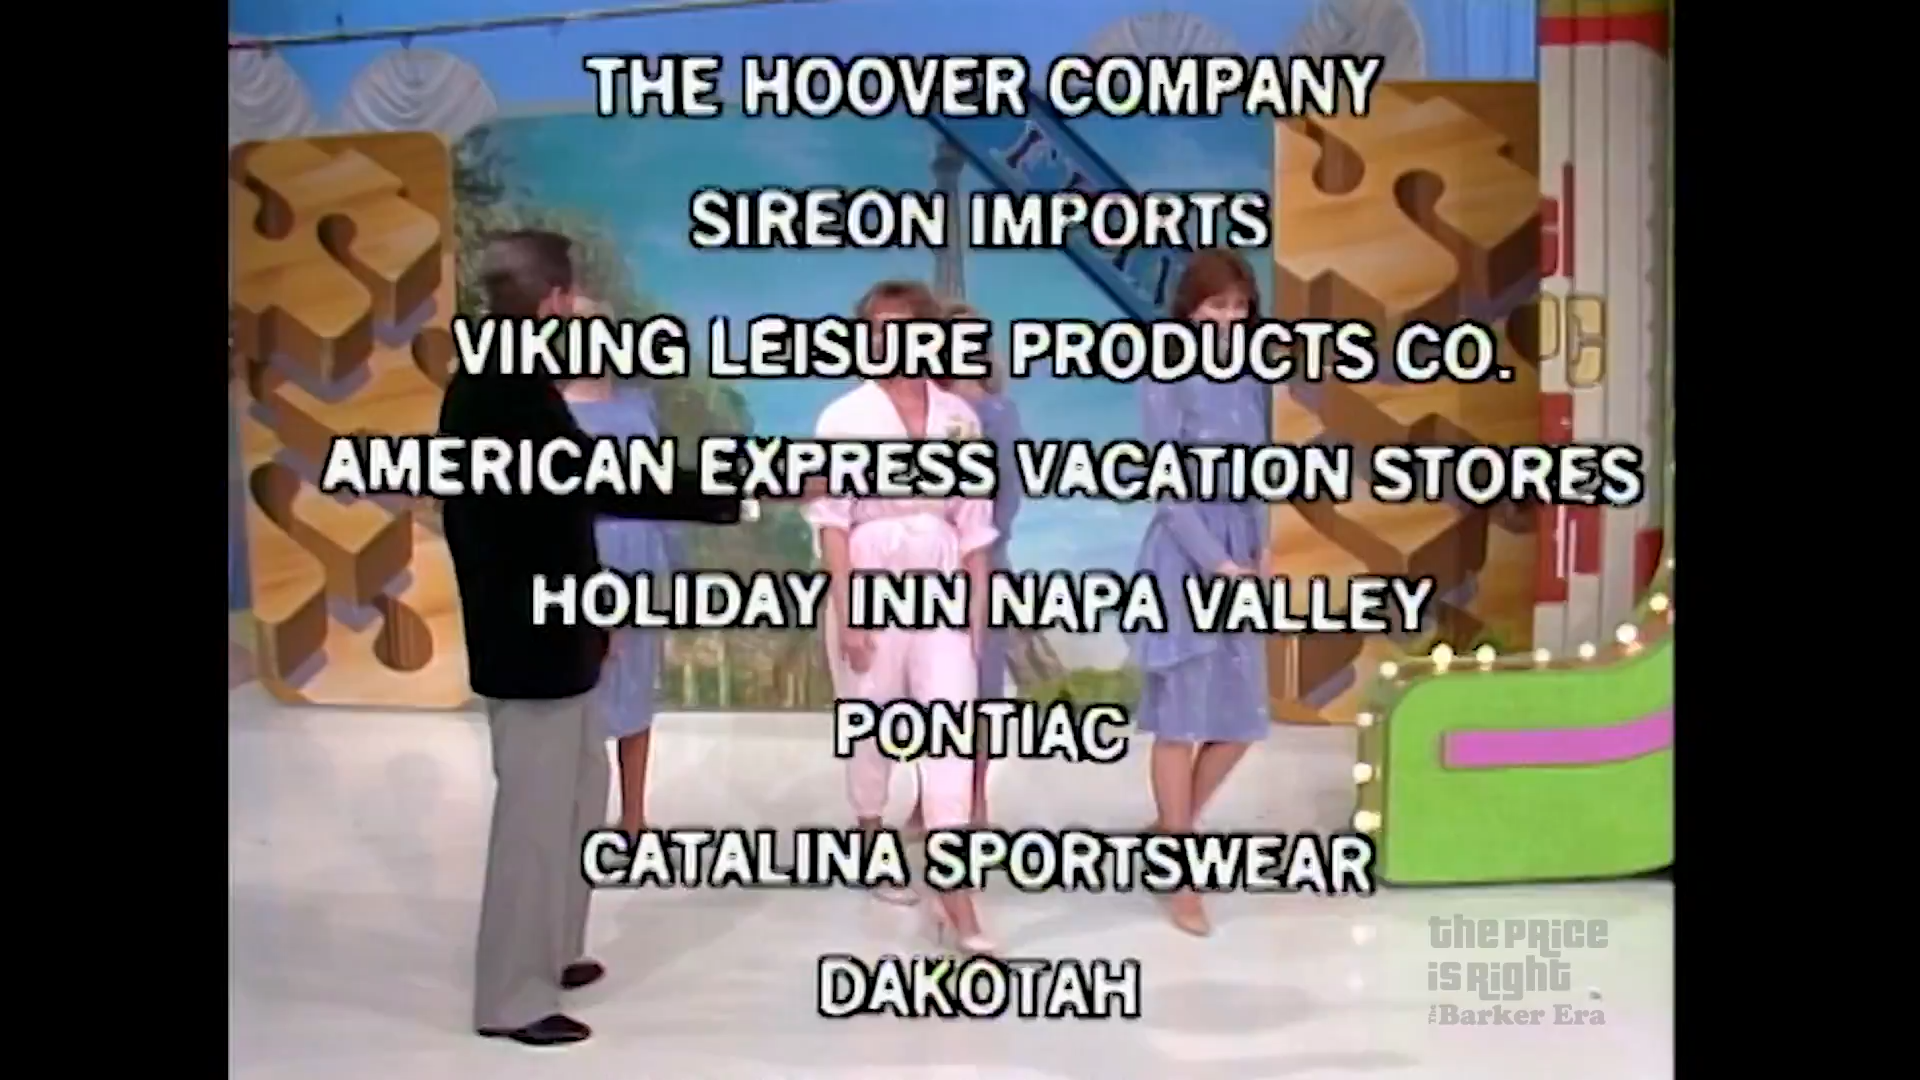 THE HOOVER COMPANY
SIREON IMPORTS
VIKING LEISURE PRODUCTS CO.
AMERICAN EXPRESS VACATION STORES
HOLIDAY INN NAPA VALLEY
PONTIAC
CATALINA SPORTSWEAR
DAKOTAH
the PRice
is Right
The Barker Era